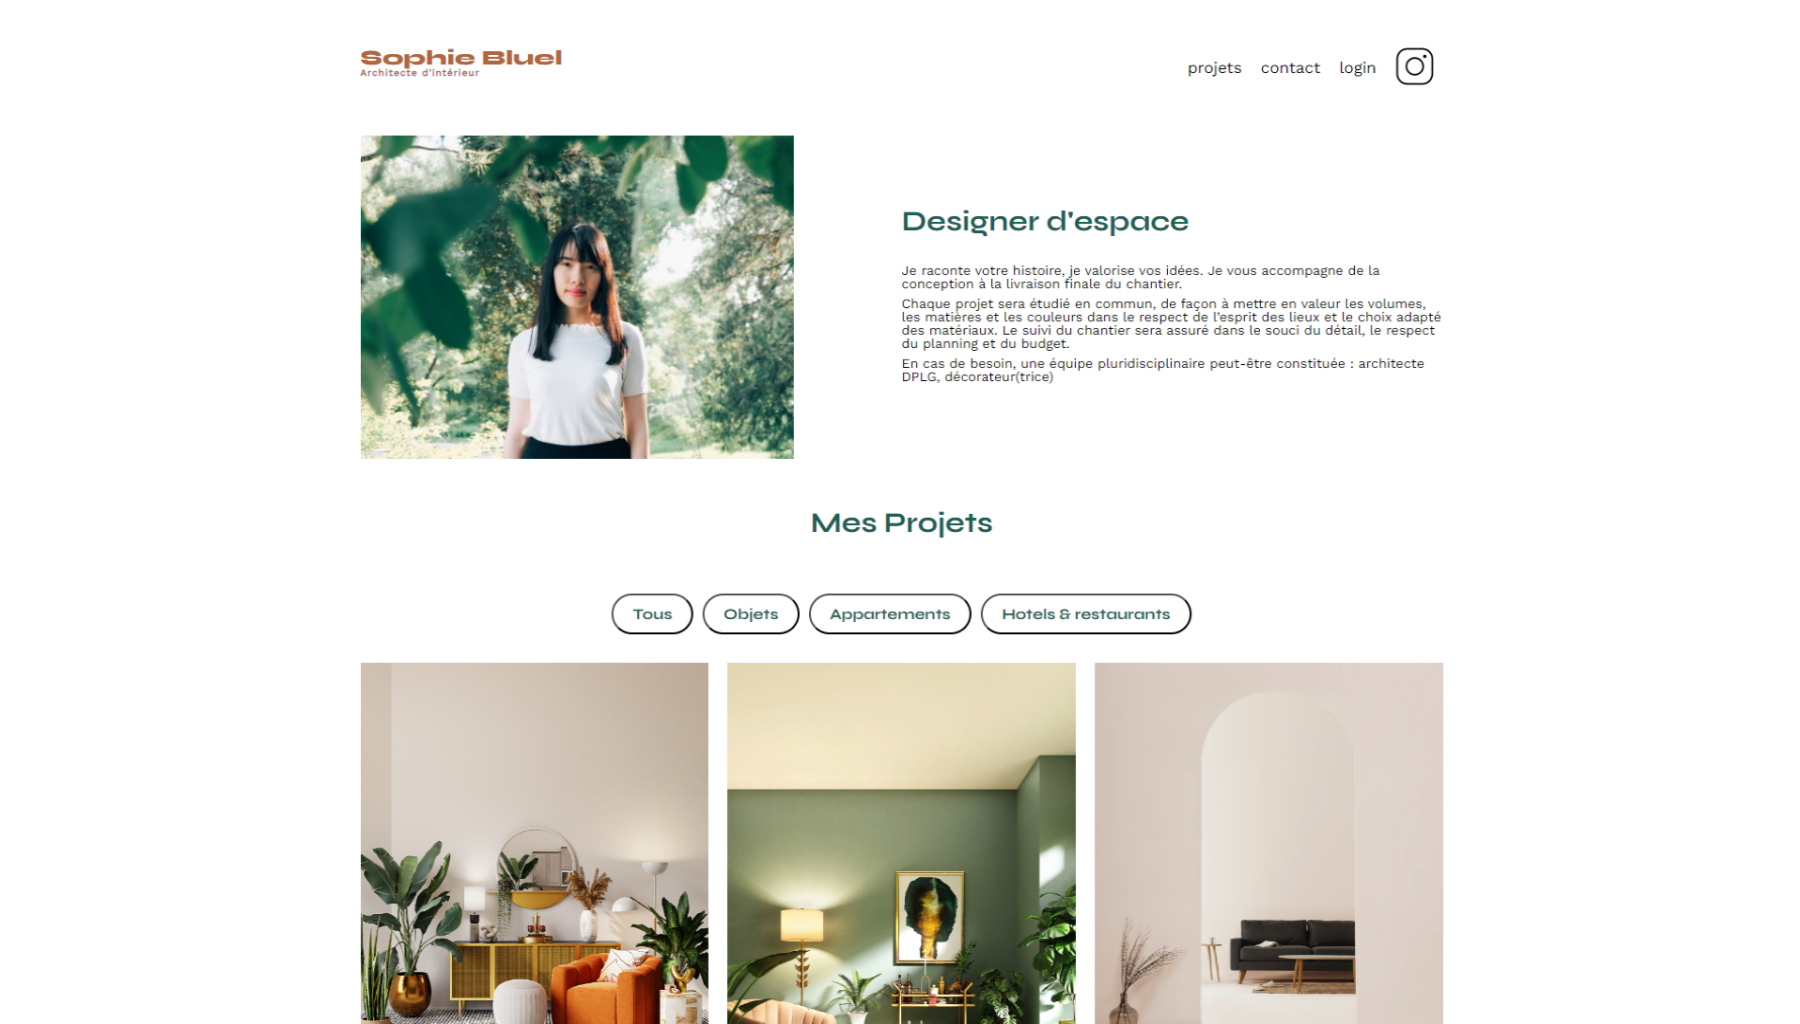 Sophie Bluel
Architecte d'intérieur
projets contact login
Designer d'espace
Je raconte votre histoire, je valorise vos idées. Je vous accompagne de la
conception à la livraison finale du chantier.
Chaque projet sera étudié en commun, de façon à mettre en valeur les volumes,
les matières et les couleurs dans le respect de l'esprit des lieux et le choix adapté
des matériaux. Le suivi du chantier sera assuré dans le souci du détail, le respect
du planning et du budget.
En cas de besoin, une équipe pluridisciplinaire peut-être constituée : architecte
DPLG, décorateur(trice)
Mes Projets
Tous Objets Appartements Hotels & restaurants